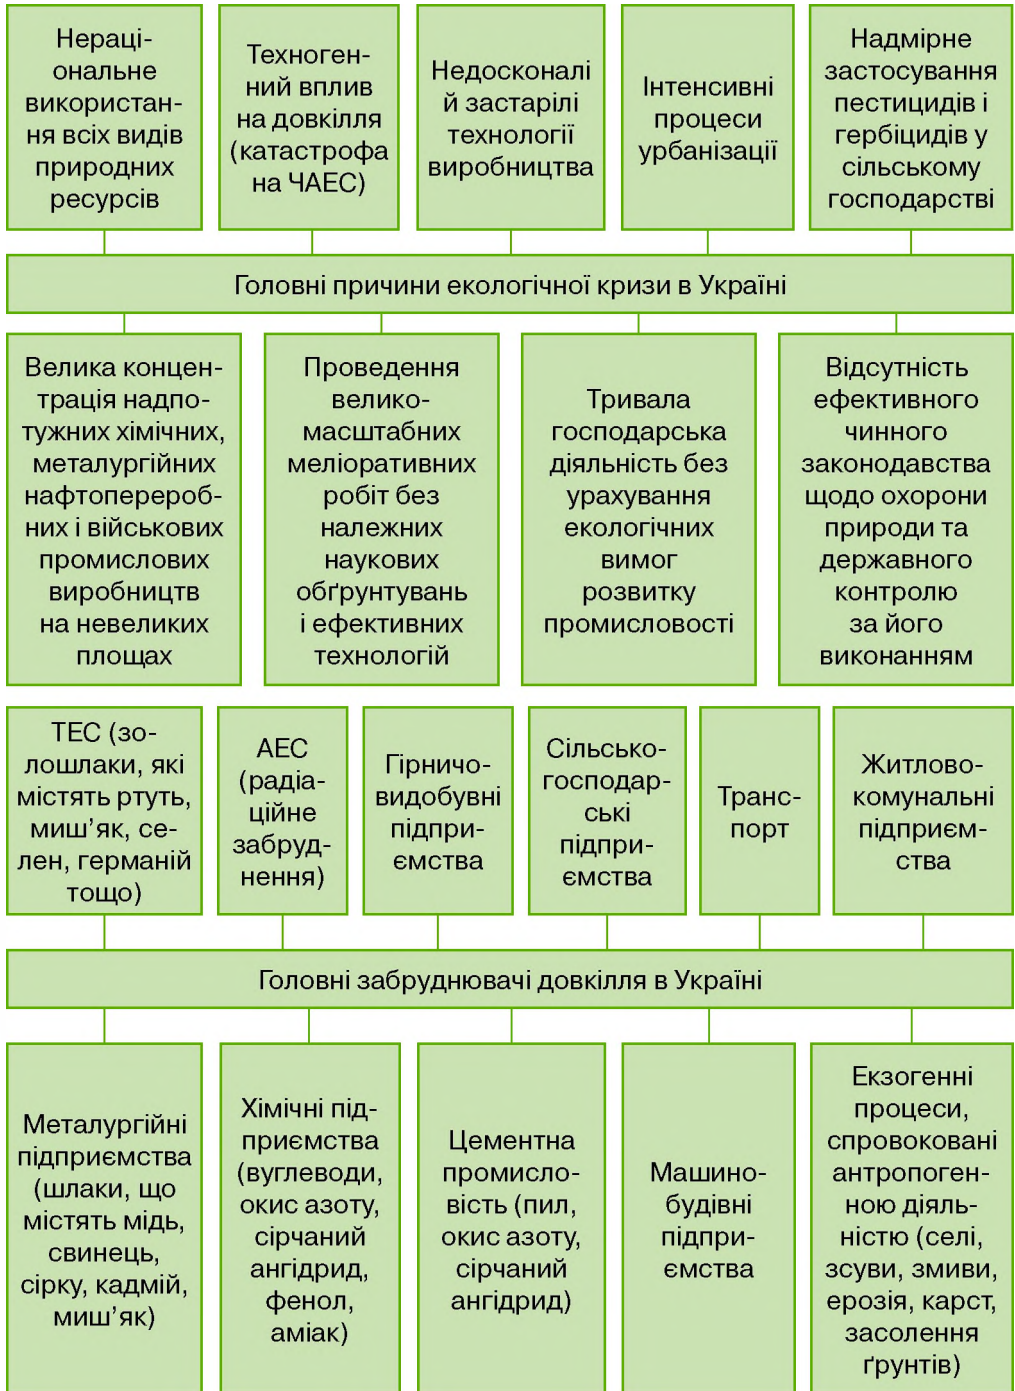 Нераці-
ональне
використан-
ня всіх видів
природних
ресурсів
Техноген-
ний вплив
на довкілля
(катастрофа
на ЧАЕС)
Недосконалі
й застарілі
технології
виробництва
Інтенсивні
процеси
урбанізації
Надмірне
застосування
пестицидів і
гербіцидів у
сільському
господарстві
Головні причини екологічної кризи в Україні
Велика концен-
трація надпо-
тужних хімічних,
металургійних
нафтоперероб-
них і військових
промислових
виробництв
на невеликих
площах
Проведення
велико-
масштабних
меліоративних
робіт без
належних
наукових
обґрунтувань
і ефективних
технологій
Тривала
господарська
діяльність без
урахування
екологічних
вимог
розвитку
промисловості
Відсутність
ефективного
чинного
законодавства
щодо охорони
природи та
державного
контролю
за його
виконанням
ТЕС (зо-
лошлаки, які
містять ртуть,
миш’як, се-
лен, германій
тощо)
АЕС
(радіа-
ційне
забруд-
нення)
Гірничо-
видобувні
підпри-
ємства
Сільсько-
господар-
ські
підпри-
ємства
Транс-
порт
Житлово-
комунальні
підприєм-
ства
Головні забруднювачі довкілля в Україні
Металургійні
підприємства
(шлаки, що
містять мідь,
свинець,
сірку, кадмій,
миш’як)
Хімічні під-
приємства
(вуглеводи,
окис азоту,
сірчаний
ангідрид,
фенол,
аміак)
Цементна
промисло-
вість (пил,
окис азоту,
сірчаний
ангідрид)
Машино-
будівні
підпри-
ємства
Екзогенні
процеси,
спровоковані
антропоген-
ною діяль-
ністю (селі,
зсуви, змиви,
ерозія, карст,
засолення
ґрунтів)